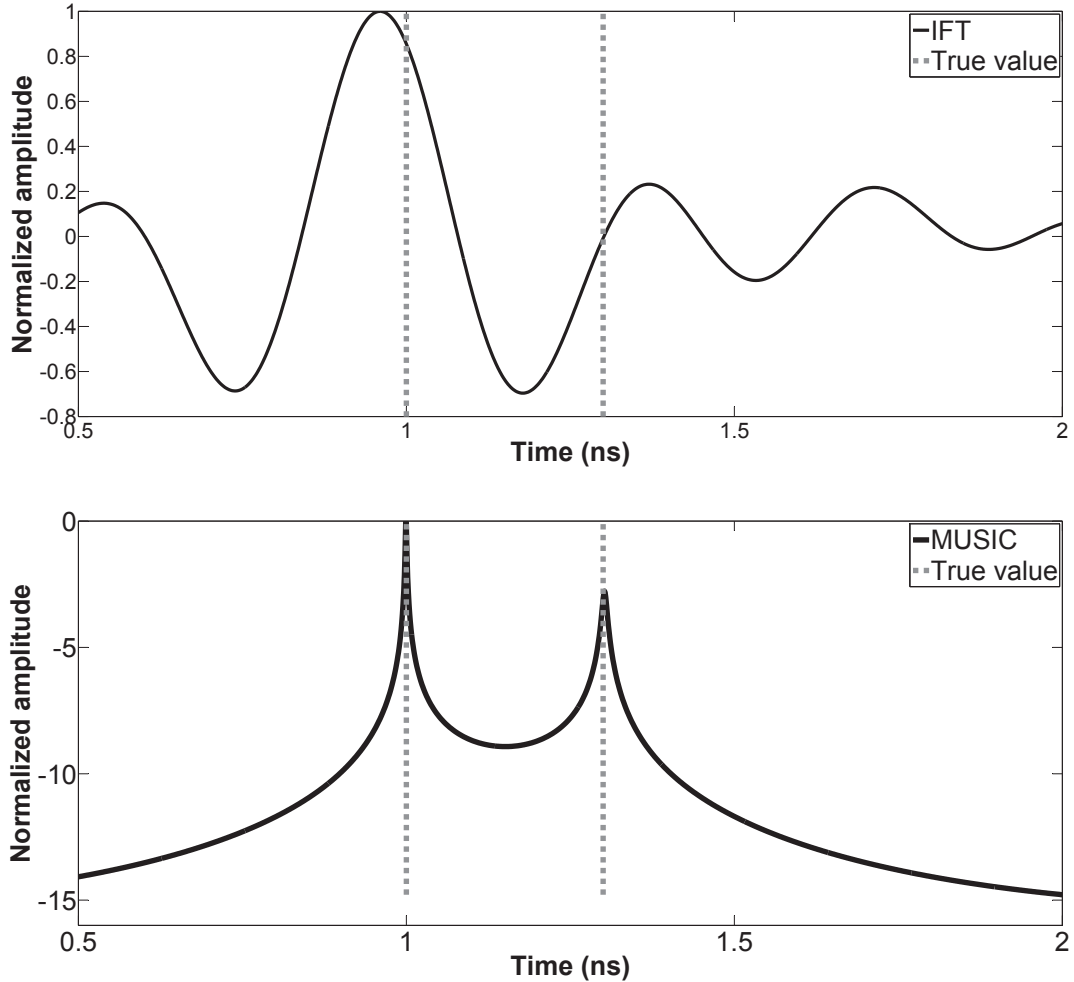 1
0.8
0.6
0.4
0.2
0
-0.2
-0.4
-0.6
-0.8
Normalized amplitude
IFT
True value
0.5 1 1.5 2
Time (ns)
0
-5
-10
-15
Normalized amplitude
MUSIC
True value
0.5 1 1.5 2
Time (ns)